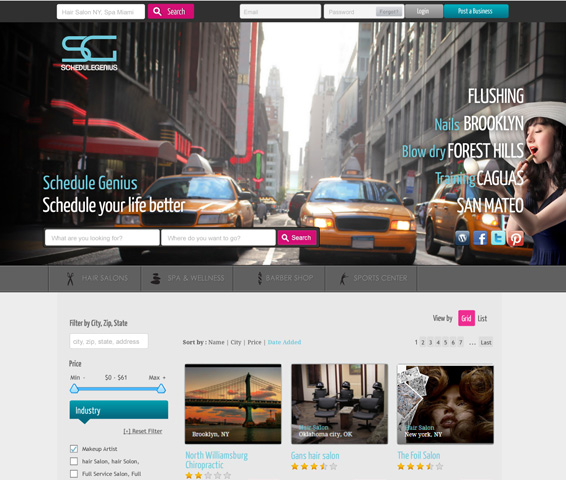 Hair Salon NY, Spa Miami
Search
Email
Password
Forgot?
Login
Post a Business
SG
SCHEDULEGENIUS
FLUSHING
Nails BROOKLYN
Blow dry FOREST HILLS
Training CAGUAS
SAN MATEO
Schedule Genius
Schedule your life better
What are you looking for?
Where do you want to go?
Search
HAIR SALONS
SPA & WELLNESS
BARBER SHOP
SPORTS CENTER
Filter by City, Zip, State
city, zip, state, address
Price
Min - $0 - $61 Max +
Industry
[-] Reset Filter
Makeup Artist
hair Salon, hair Solon,
Full Service Salon, Full
View by Grid List
Sort by : Name | City | Price | Date Added
1 2 3 4 5 6 7 ... Last
Brooklyn, NY
North Williamsburg
Chiropractic
Hair Salon
Oklahoma city, OK
Gans hair salon
Hair Salon
New york, NY
The Foil Salon